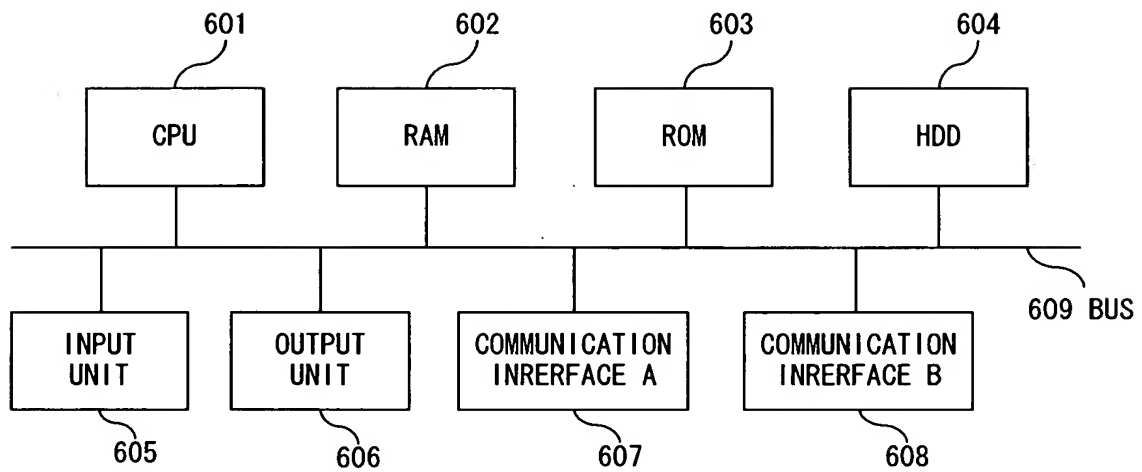 601
602
603
604
CPU
RAM
ROM
HDD
609 BUS
INPUT
UNIT
OUTPUT
UNIT
COMMUNICATION
INRERFACE A
COMMUNICATION
INRERFACE B
605
606
607
608